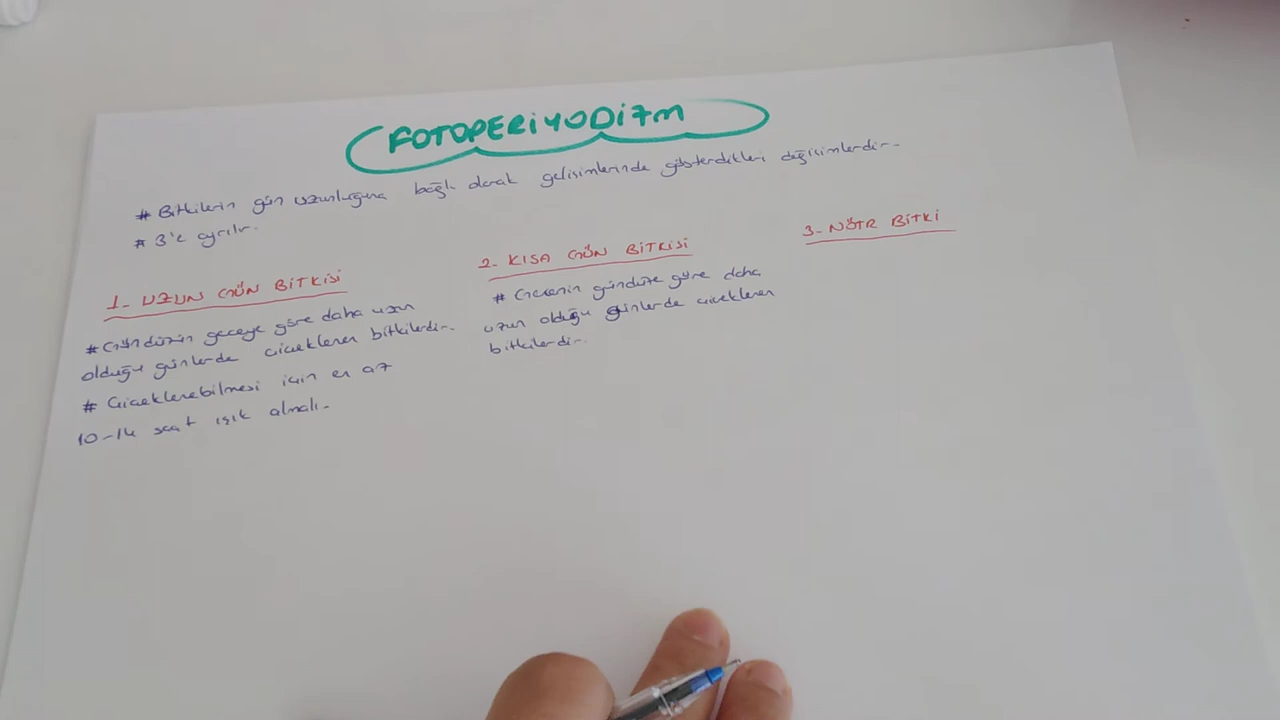 FOTOPERİYODİZM
# Bitkilerin gün uzunluğuna bağlı olarak gelişimlerinde gösterdikleri değişimlerdir.
# 3'e ayrılır.
1- UZUN GÜN BİTKİSİ
# Gündüzün geceye göre daha uzun
olduğu günlerde çiçeklenen bitkilerdir.
# Çiçeklenebilmesi için en az
10-14 saat ışık almalı.
2. KISA GÜN BİTKİSİ
# Gecenin gündüze göre daha
uzun olduğu günlerde çiçeklenen
bitkilerdir.
3- NÖTR BİTKİ